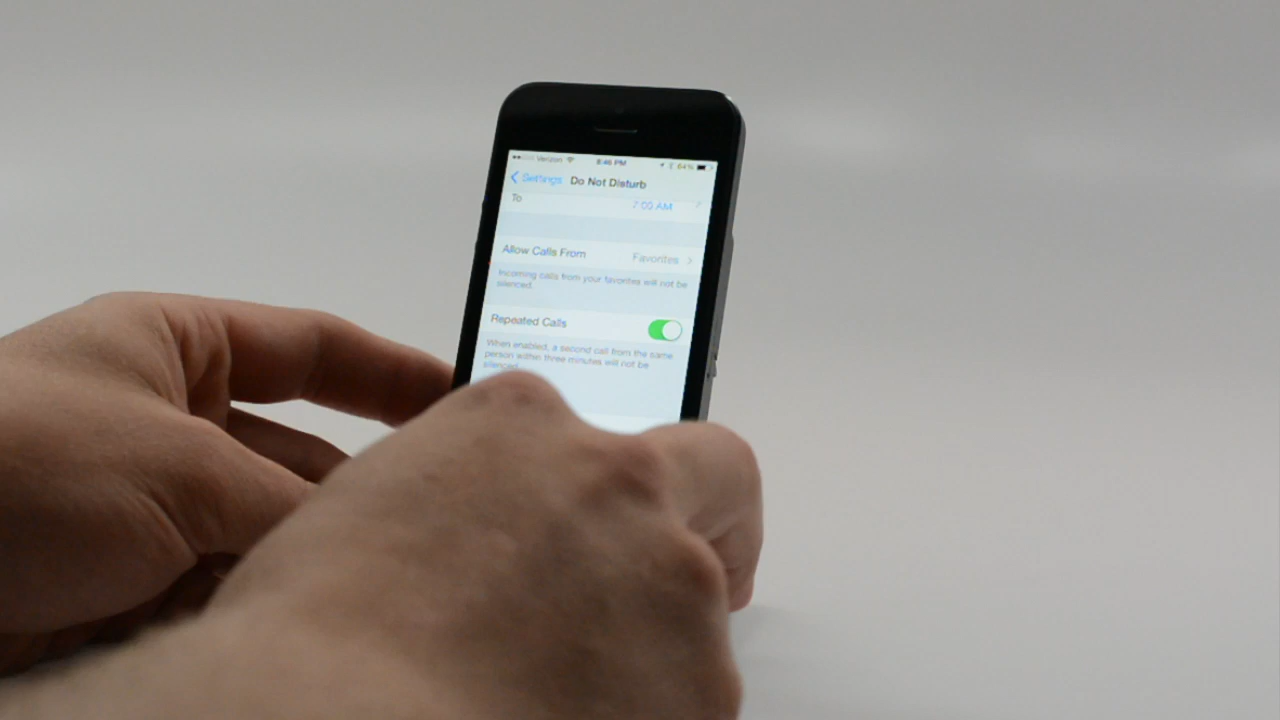 Verizon 8:46 PM 64%
Settings Do Not Disturb
To 7:00 AM
Allow Calls From Favorites
Incoming calls from your favorites will not be
silenced.
Repeated Calls
When enabled, a second call from the same
person within three minutes will not be
silenced.